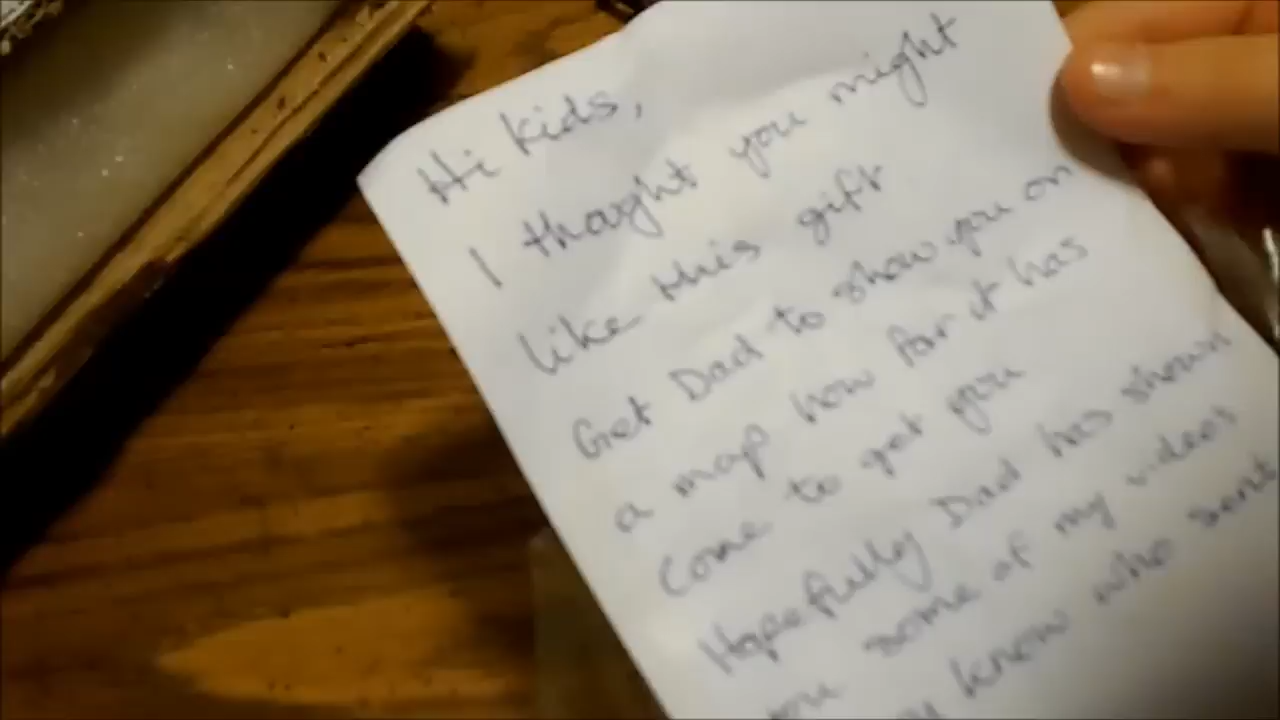 Hi kids,
I thought you might
like this gift
Get Dad to show you on
a map how far it has
come to get you
Hopefully Dad has shown
you some of my videos
know who sent